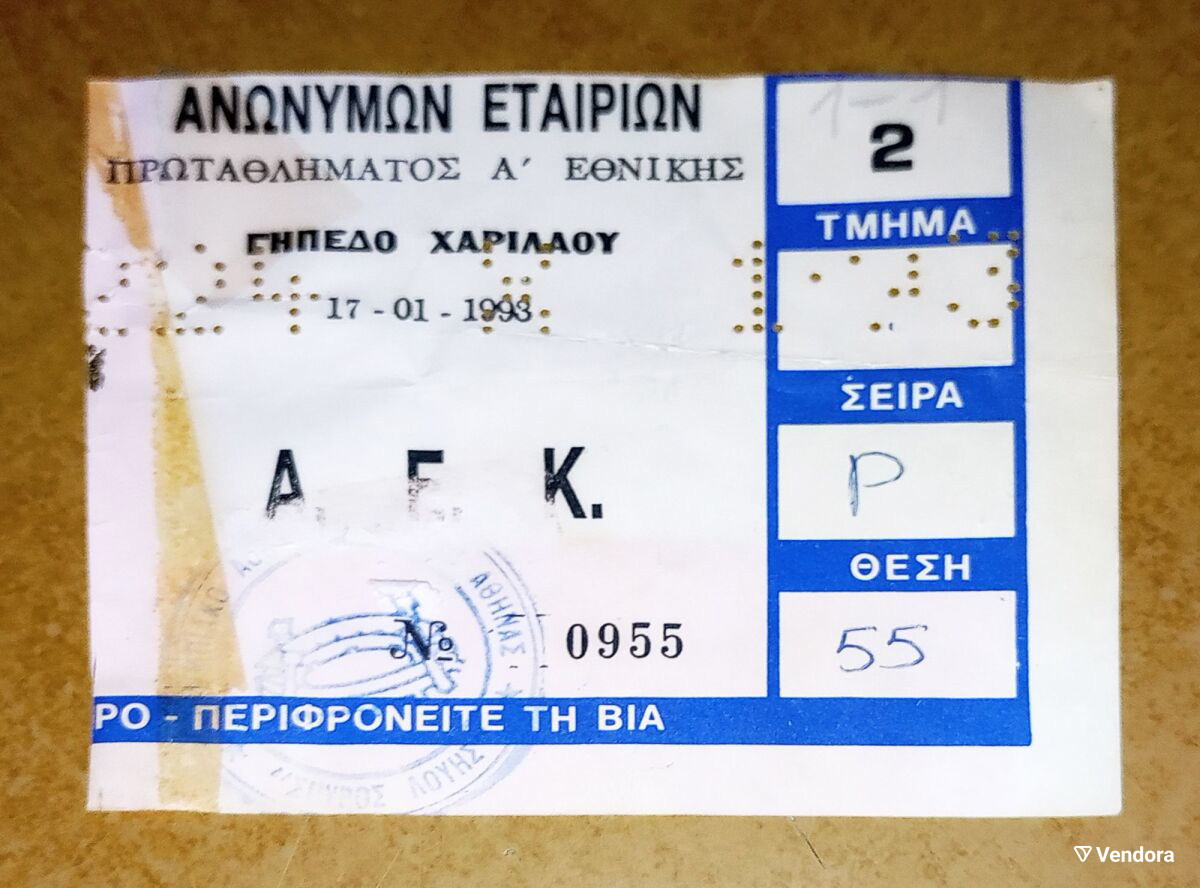 ΑΝΩΝΥΜΩΝ ΕΤΑΙΡΙΩΝ
ΠΡΩΤΑΘΛΗΜΑΤΟΣ Α΄ ΕΘΝΙΚΗΣ
ΓΗΠΕΔΟ ΧΑΡΙΛΑΟΥ
17 - 01 - 1993
Α. Ε. Κ.
№ 0955
ΡΟ - ΠΕΡΙΦΡΟΝΕΙΤΕ ΤΗ ΒΙΑ
1-1
2
ΤΜΗΜΑ
ΣΕΙΡΑ
Ρ
ΘΕΣΗ
55
ΑΘΗΝΑΣ
ΛΟΥΗΣ
Vendora